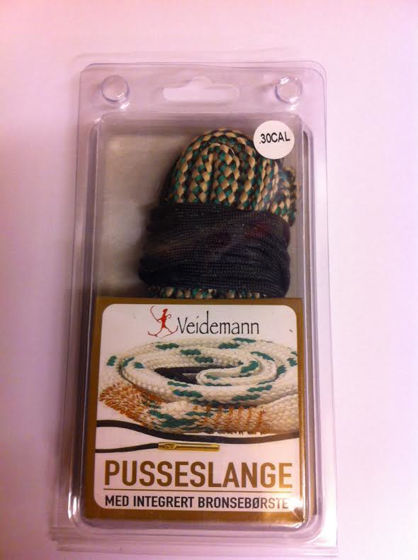 .30CAL
Veidemann
PUSSESLANGE
MED INTEGRERT BRONSEBØRSTE